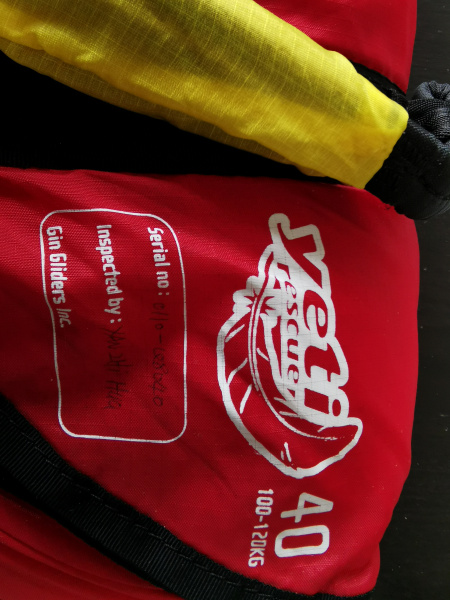 yeti
rescue
40
100-120KG
Serial no :
Inspected by :
Gin Gliders Inc.